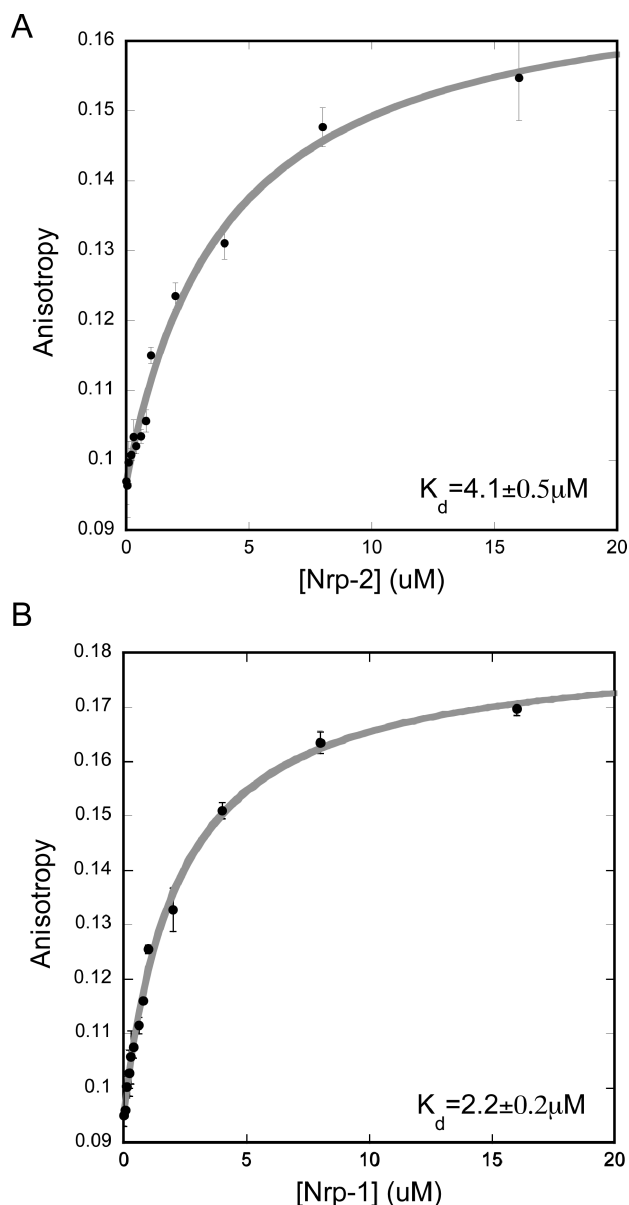 A
0.16
0.15
0.14
0.13
0.12
0.11
0.1
0.09
Anisotropy
Kd=4.1±0.5μM
0 5 10 15 20
[Nrp-2] (uM)
B
0.18
0.17
0.16
0.15
0.14
0.13
0.12
0.11
0.1
0.09
Anisotropy
Kd=2.2±0.2μM
0 5 10 15 20
[Nrp-1] (uM)